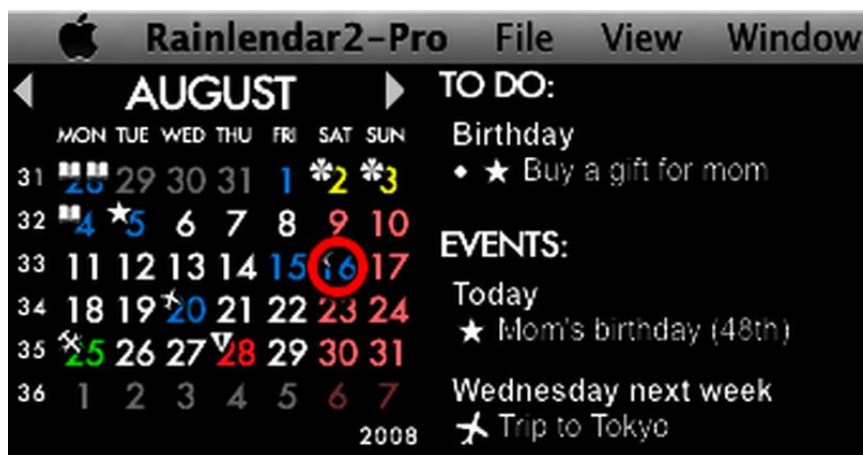 Rainlendar2-Pro File View Window
AUGUST
MON TUE WED THU FRI SAT SUN
31 28 29 30 31 1 2 3
32 4 5 6 7 8 9 10
33 11 12 13 14 15 16 17
34 18 19 20 21 22 23 24
35 25 26 27 28 29 30 31
36 1 2 3 4 5 6 7
2008
TO DO:
Birthday
Buy a gift for mom
EVENTS:
Today
Mom's birthday (48th)
Wednesday next week
Trip to Tokyo